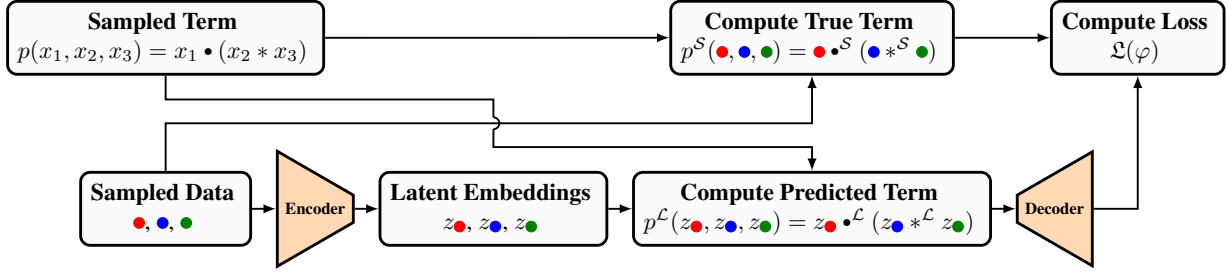 Sampled Term
p(x₁, x₂, x₃) = x₁ • (x₂ * x₃)
Compute True Term
p^𝒮(●, ●, ●) = ● •^𝒮 (● *^𝒮 ●)
Compute Loss
𝔏(φ)
Sampled Data
●, ●, ●
Encoder
Latent Embeddings
z●, z●, z●
Compute Predicted Term
p^ℒ(z●, z●, z●) = z● •^ℒ (z● *^ℒ z●)
Decoder